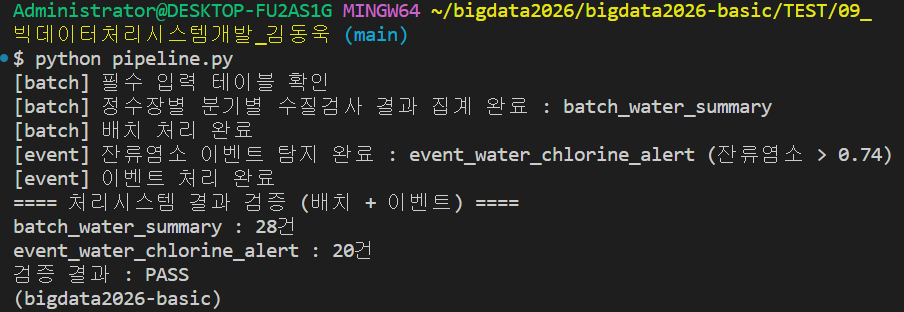 Administrator@DESKTOP-FU2AS1G MINGW64 ~/bigdata2026/bigdata2026-basic/TEST/09_
빅데이터처리시스템개발_김동욱 (main)
$ python pipeline.py
[batch] 필수 입력 테이블 확인
[batch] 정수장별 분기별 수질검사 결과 집계 완료 : batch_water_summary
[batch] 배치 처리 완료
[event] 잔류염소 이벤트 탐지 완료 : event_water_chlorine_alert (잔류염소 > 0.74)
[event] 이벤트 처리 완료
==== 처리시스템 결과 검증 (배치 + 이벤트) ====
batch_water_summary : 28건
event_water_chlorine_alert : 20건
검증 결과 : PASS
(bigdata2026-basic)